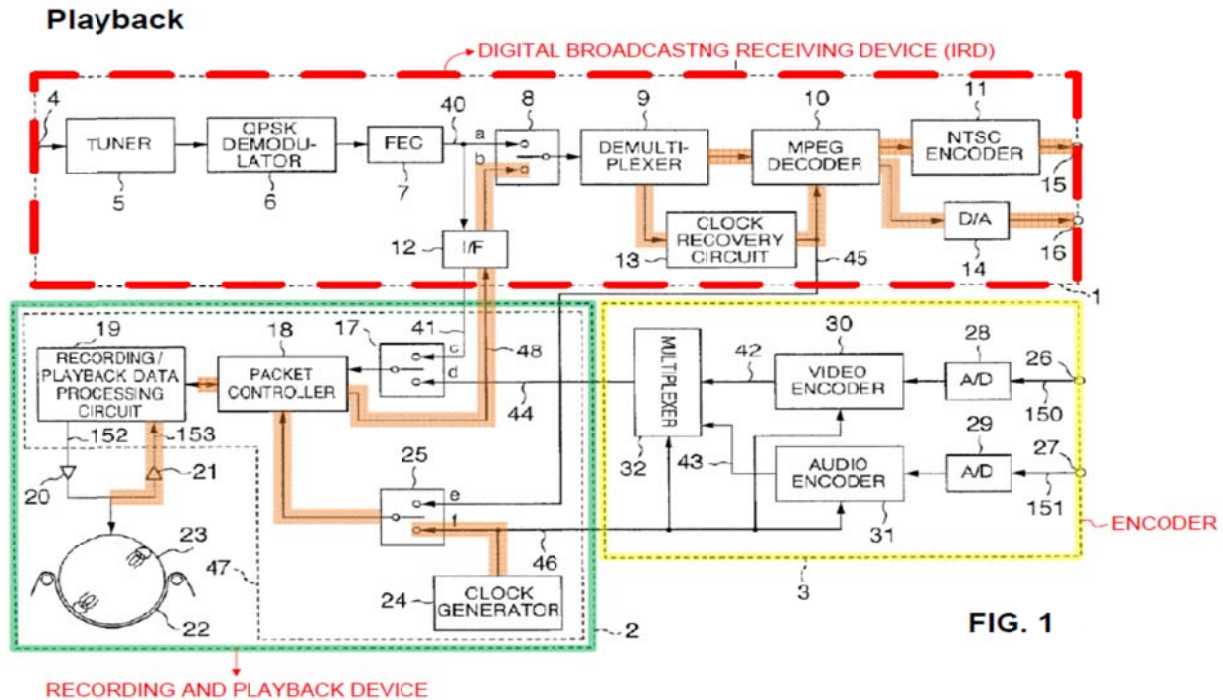 Playback
DIGITAL BROADCASTNG RECEIVING DEVICE (IRD)
4
TUNER
5
QPSK
DEMODU-
LATOR
6
FEC
7
40
a
b
8
9
DEMULTI-
PLEXER
10
MPEG
DECODER
11
NTSC
ENCODER
15
12
I/F
13
CLOCK
RECOVERY
CIRCUIT
45
D/A
14
16
1
19
RECORDING/
PLAYBACK DATA
PROCESSING
CIRCUIT
18
PACKET
CONTROLLER
17
41
c
d
48
44
MULTIPLEXER
32
42
30
VIDEO
ENCODER
28
A/D
26
150
152
153
20
21
43
AUDIO
ENCODER
31
29
A/D
27
151
ENCODER
25
e
f
46
23
47
24
CLOCK
GENERATOR
22
2
3
FIG. 1
RECORDING AND PLAYBACK DEVICE